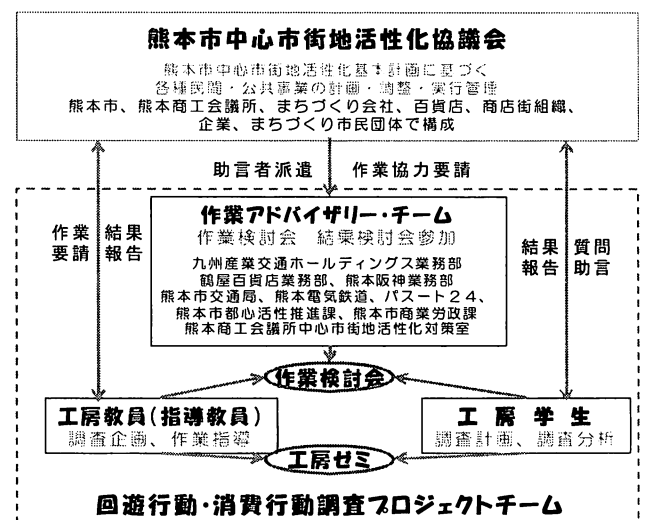 熊本市中心市街地活性化協議会
熊本市中心市街地活性化基本計画に基づく
各種民間・公共事業の計画・調整・実行管理
熊本市、熊本商工会議所、まちづくり会社、百貨店、商店街組織、
企業、まちづくり市民団体で構成
助言者派遣 作業協力要請
作業 結果
要請 報告
結果 質問
報告 助言
作業アドバイザリー・チーム
作業検討会 結果検討会参加
九州産業交通ホールディングス業務部
鶴屋百貨店業務部、熊本阪神業務部
熊本市交通局、熊本電気鉄道、パスート24、
熊本市都心活性推進課、熊本市商業労政課
熊本商工会議所中心市街地活性化対策室
作業検討会
工房教員(指導教員)
調査企画、作業指導
工房学生
調査計画、調査分析
工房ゼミ
回遊行動・消費行動調査プロジェクトチーム